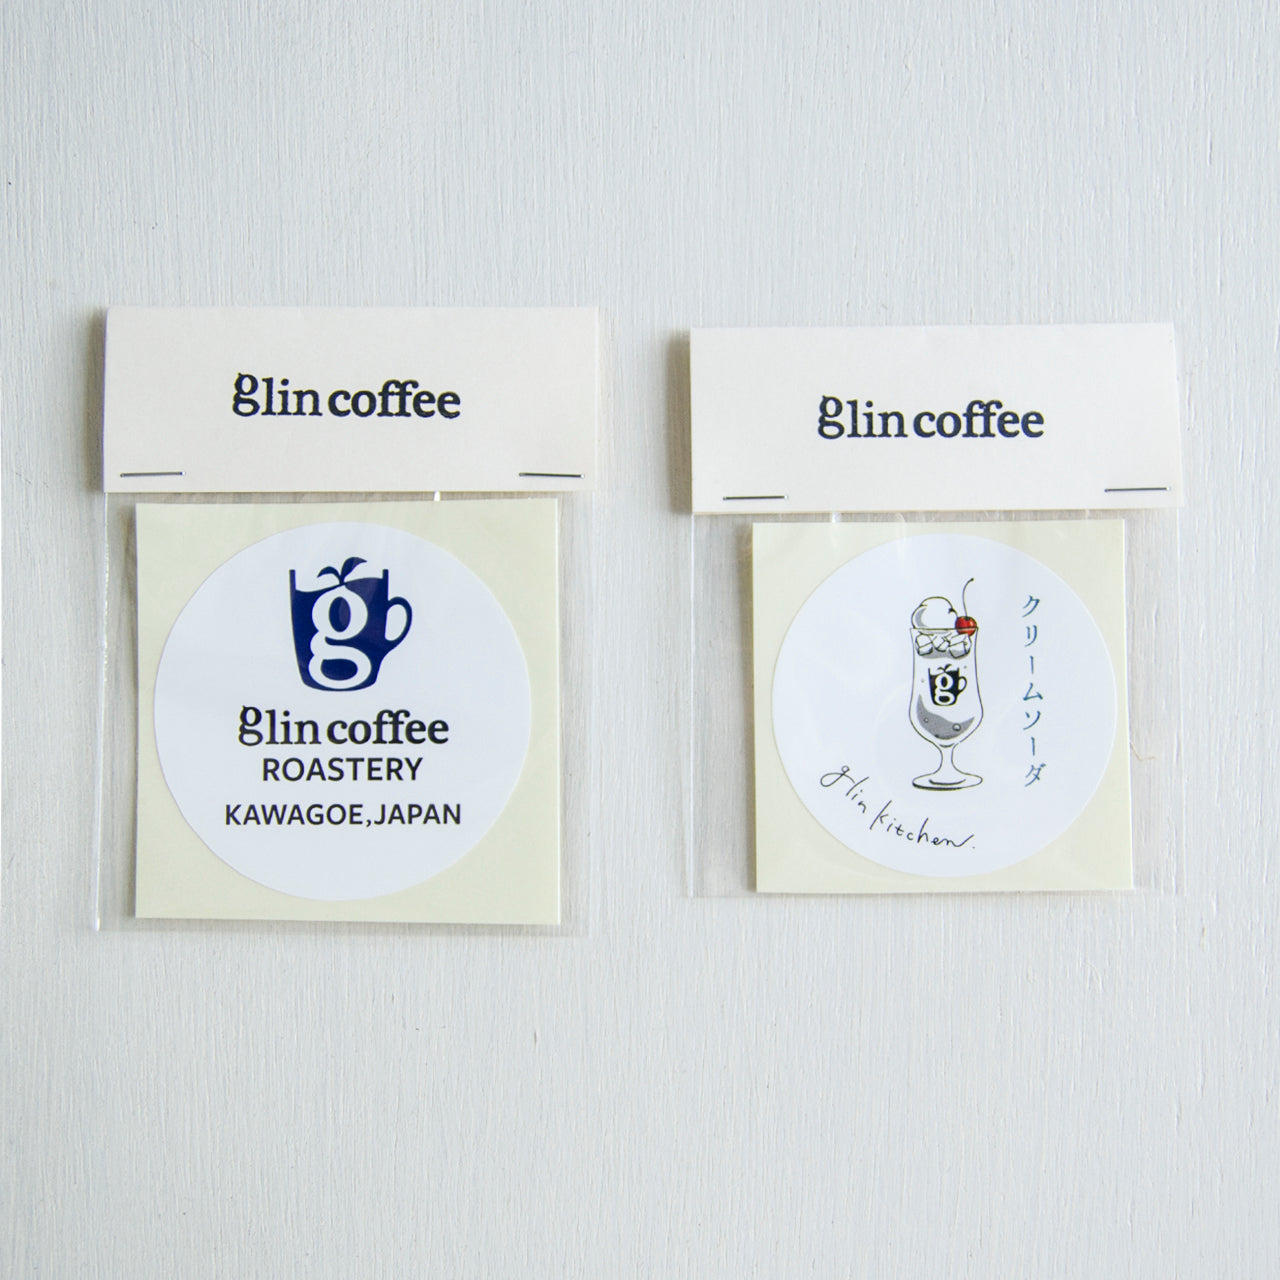 glin coffee
g
glin coffee
ROASTERY
KAWAGOE,JAPAN
glin coffee
g
クリームソーダ
glin kitchen.